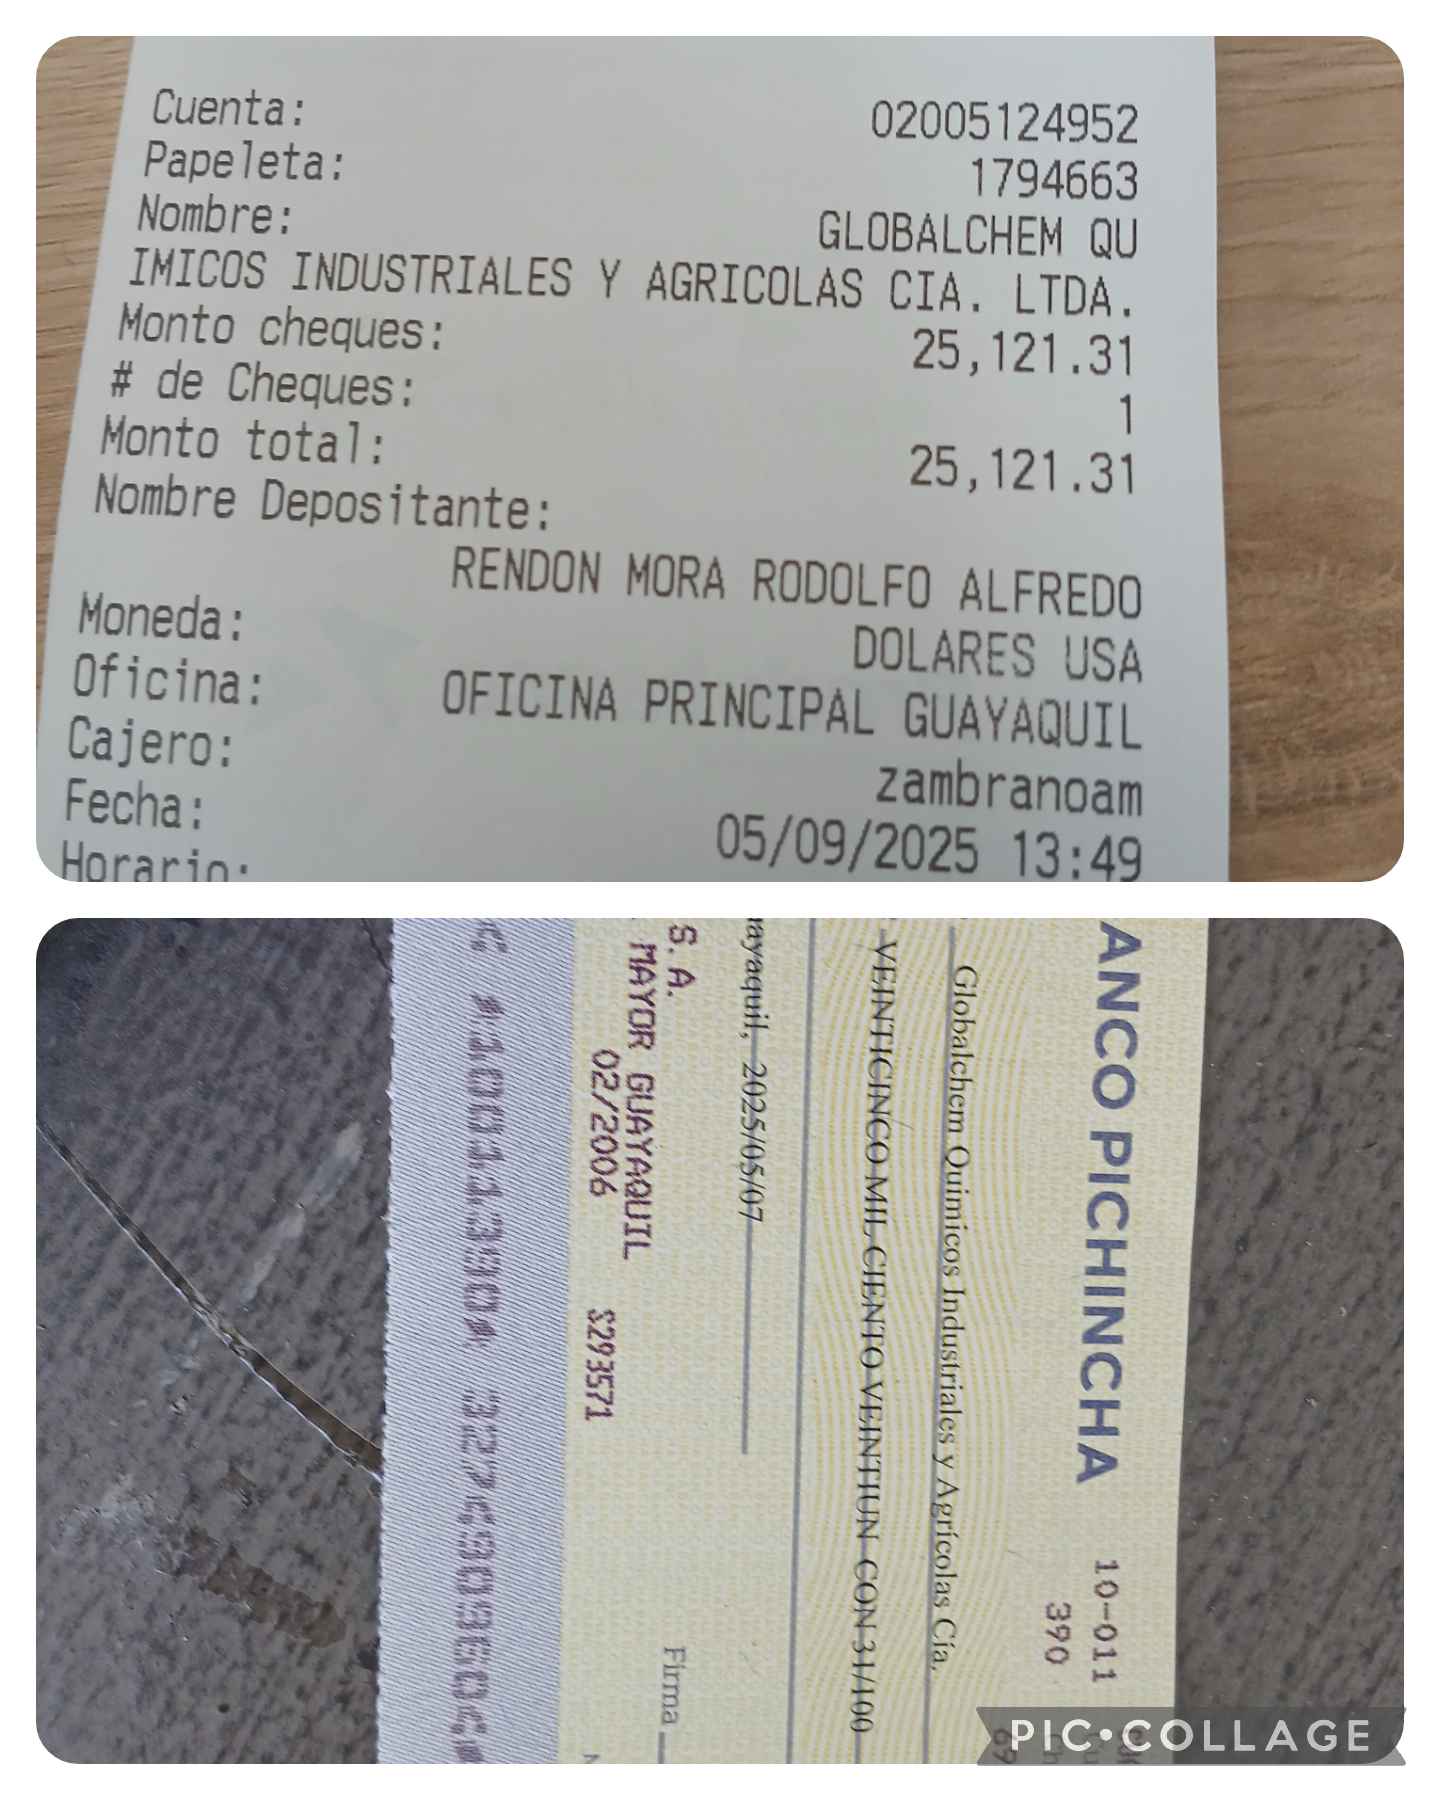 Cuenta: 02005124952
Papeleta: 1794663
Nombre: GLOBALCHEM QU
IMICOS INDUSTRIALES Y AGRICOLAS CIA. LTDA.
Monto cheques: 25,121.31
# de Cheques: 1
Monto total: 25,121.31
Nombre Depositante:
RENDON MORA RODOLFO ALFREDO
Moneda: DOLARES USA
Oficina: OFICINA PRINCIPAL GUAYAQUIL
Cajero: zambranoam
Fecha: 05/09/2025 13:49
Horario:
ANCO PICHINCHA 10-011
390
Globalchem Quimicos Industriales y Agrícolas Cía.
VEINTICINCO MIL CIENTO VEINTIUN CON 31/100
ayaquil, 2025/05/07
S.A.
MAYOR GUAYAQUIL
02/2006 S293571
Firma
PIC•COLLAGE